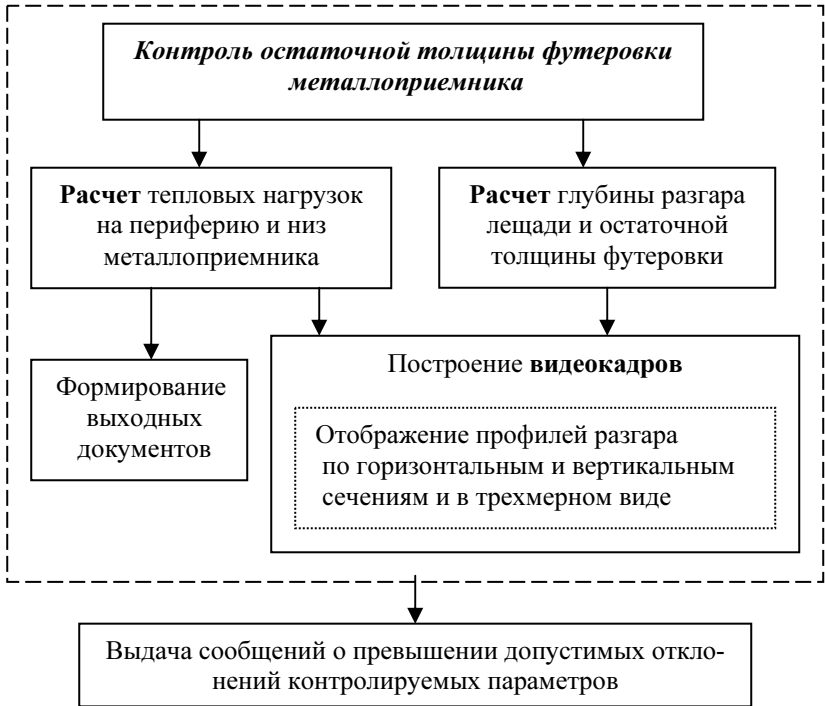 Контроль остаточной толщины футеровки
металлоприемника
Расчет тепловых нагрузок
на периферию и низ
металлоприемника
Расчет глубины разгара
лещади и остаточной
толщины футеровки
Формирование
выходных
документов
Построение видеокадров
Отображение профилей разгара
по горизонтальным и вертикальным
сечениям и в трехмерном виде
Выдача сообщений о превышении допустимых откло-
нений контролируемых параметров